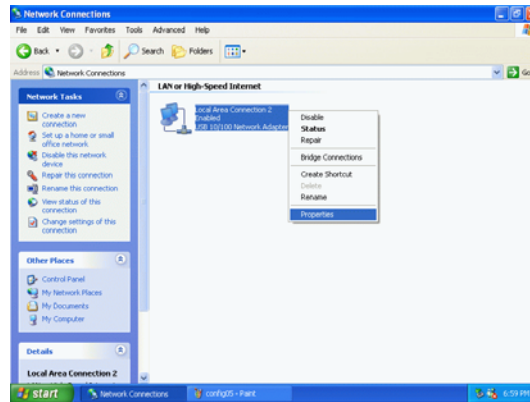 Network Connections
File Edit View Favorites Tools Advanced Help
Back Search Folders
Address Network Connections Go
Network Tasks
Create a new connection
Set up a home or small office network
Disable this network device
Repair this connection
Rename this connection
View status of this connection
Change settings of this connection
Other Places
Control Panel
My Network Places
My Documents
My Computer
Details
Local Area Connection 2
LAN or High-Speed Internet
Local Area Connection 2
Enabled
USB 10/100 Network Adapter
Disable
Status
Repair
Bridge Connections
Create Shortcut
Delete
Rename
Properties
start Network Connections config05 - Paint 6:59 PM